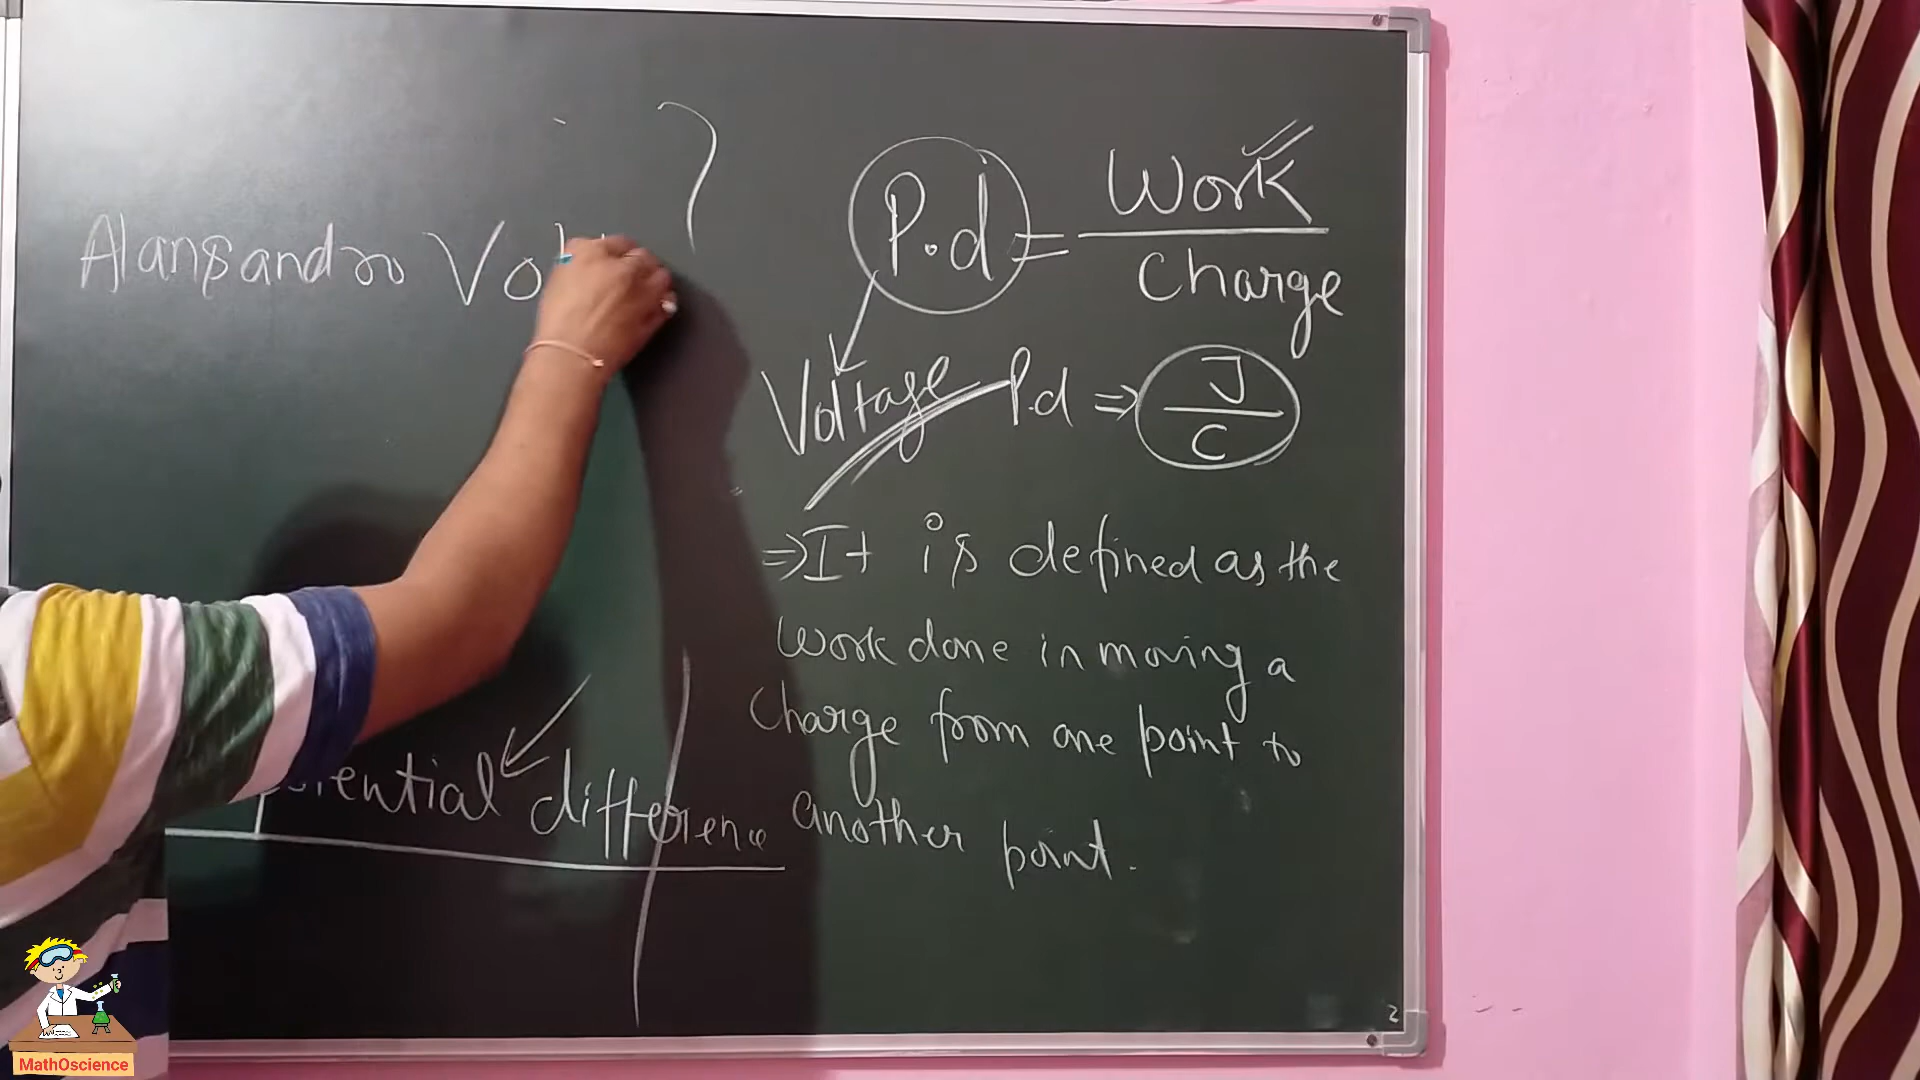 Alansandro Volt
P.d = Work
Charge
Voltage P.d ⇒ J
C
⇒ It is defined as the
work done in moving a
charge from one point to
another point.
difference
2
MathOscience